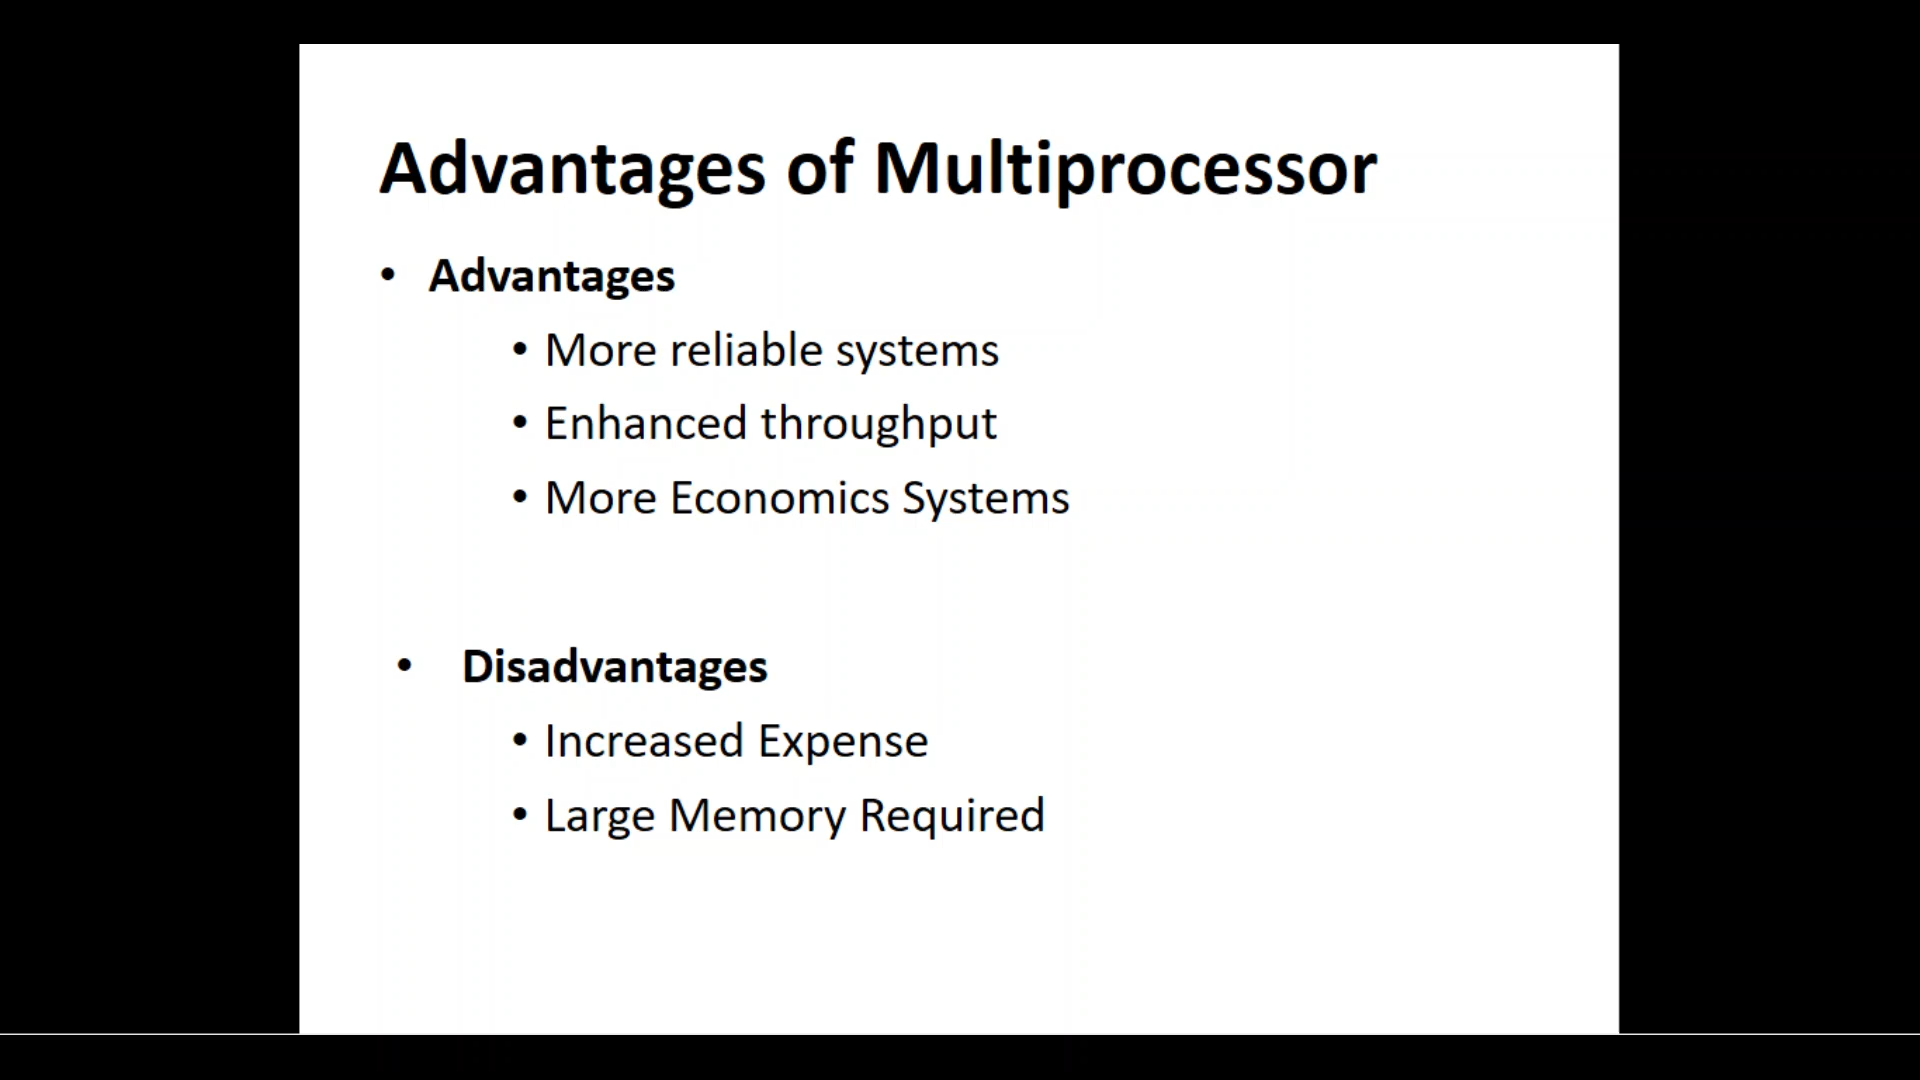 Advantages of Multiprocessor
• Advantages
• More reliable systems
• Enhanced throughput
• More Economics Systems
• Disadvantages
• Increased Expense
• Large Memory Required